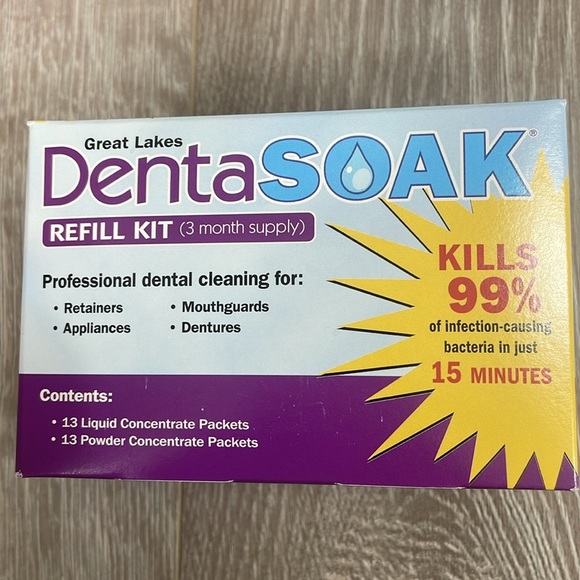 Great Lakes
DentaSOAK®
REFILL KIT (3 month supply)
Professional dental cleaning for:
• Retainers • Mouthguards
• Appliances • Dentures
KILLS
99%
of infection-causing
bacteria in just
15 MINUTES
Contents:
• 13 Liquid Concentrate Packets
• 13 Powder Concentrate Packets